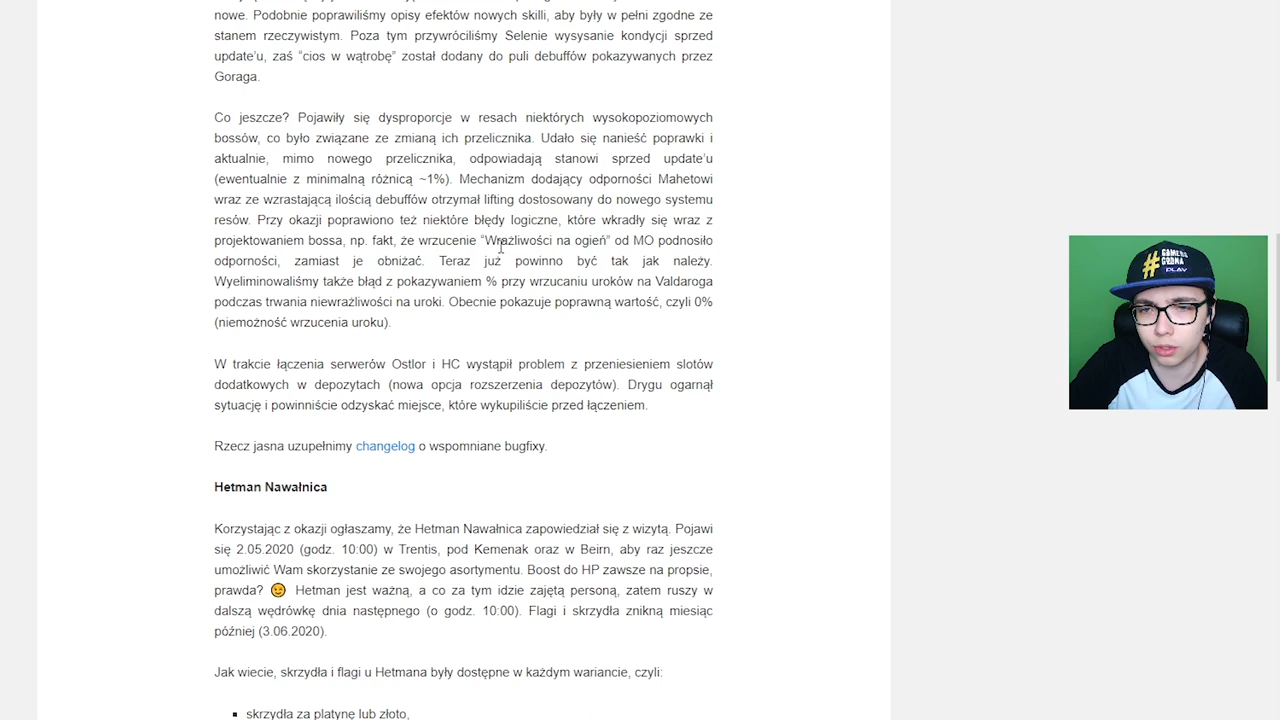 nowe. Podobnie poprawiliśmy opisy efektów nowych skilli, aby były w pełni zgodne ze
stanem rzeczywistym. Poza tym przywróciliśmy Selenie wysysanie kondycji sprzed
update’u, zaś “cios w wątrobę” został dodany do puli debuffów pokazywanych przez
Goraga.
Co jeszcze? Pojawiły się dysproporcje w resach niektórych wysokopoziomowych
bossów, co było związane ze zmianą ich przelicznika. Udało się nanieść poprawki i
aktualnie, mimo nowego przelicznika, odpowiadają stanowi sprzed update’u
(ewentualnie z minimalną różnicą ~1%). Mechanizm dodający odporności Mahetowi
wraz ze wzrastającą ilością debuffów otrzymał lifting dostosowany do nowego systemu
resów. Przy okazji poprawiono też niektóre błędy logiczne, które wkradły się wraz z
projektowaniem bossa, np. fakt, że wrzucenie “Wrażliwości na ogień” od MO podnosiło
odporności, zamiast je obniżać. Teraz już powinno być tak jak należy.
Wyeliminowaliśmy także błąd z pokazywaniem % przy wrzucaniu uroków na Valdaroga
podczas trwania niewrażliwości na uroki. Obecnie pokazuje poprawną wartość, czyli 0%
(niemożność wrzucenia uroku).
W trakcie łączenia serwerów Ostlor i HC wystąpił problem z przeniesieniem slotów
dodatkowych w depozytach (nowa opcja rozszerzenia depozytów). Drygu ogarnął
sytuację i powinniście odzyskać miejsce, które wykupiliście przed łączeniem.
Rzecz jasna uzupełnimy changelog o wspomniane bugfixy.
Hetman Nawałnica
Korzystając z okazji ogłaszamy, że Hetman Nawałnica zapowiedział się z wizytą. Pojawi
się 2.05.2020 (godz. 10:00) w Trentis, pod Kemenak oraz w Beirn, aby raz jeszcze
umożliwić Wam skorzystanie ze swojego asortymentu. Boost do HP zawsze na propsie,
prawda? 😉 Hetman jest ważną, a co za tym idzie zajętą personą, zatem ruszy w
dalszą wędrówkę dnia następnego (o godz. 10:00). Flagi i skrzydła znikną miesiąc
później (3.06.2020).
Jak wiecie, skrzydła i flagi u Hetmana były dostępne w każdym wariancie, czyli:
▪ skrzydła za platynę lub złoto,
# GAMERS
GODNA
PLAY